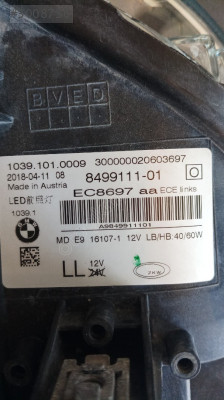 BVED
1039.101.0009 300000020603697
2018-04-11 08
8499111-01
Made in Austria
EC8697 aa ECE links
LED前照灯
1039.1
A9849911101
MD E9 16107-1 12V LB/HB:40/60W
LL 12V
ZHW